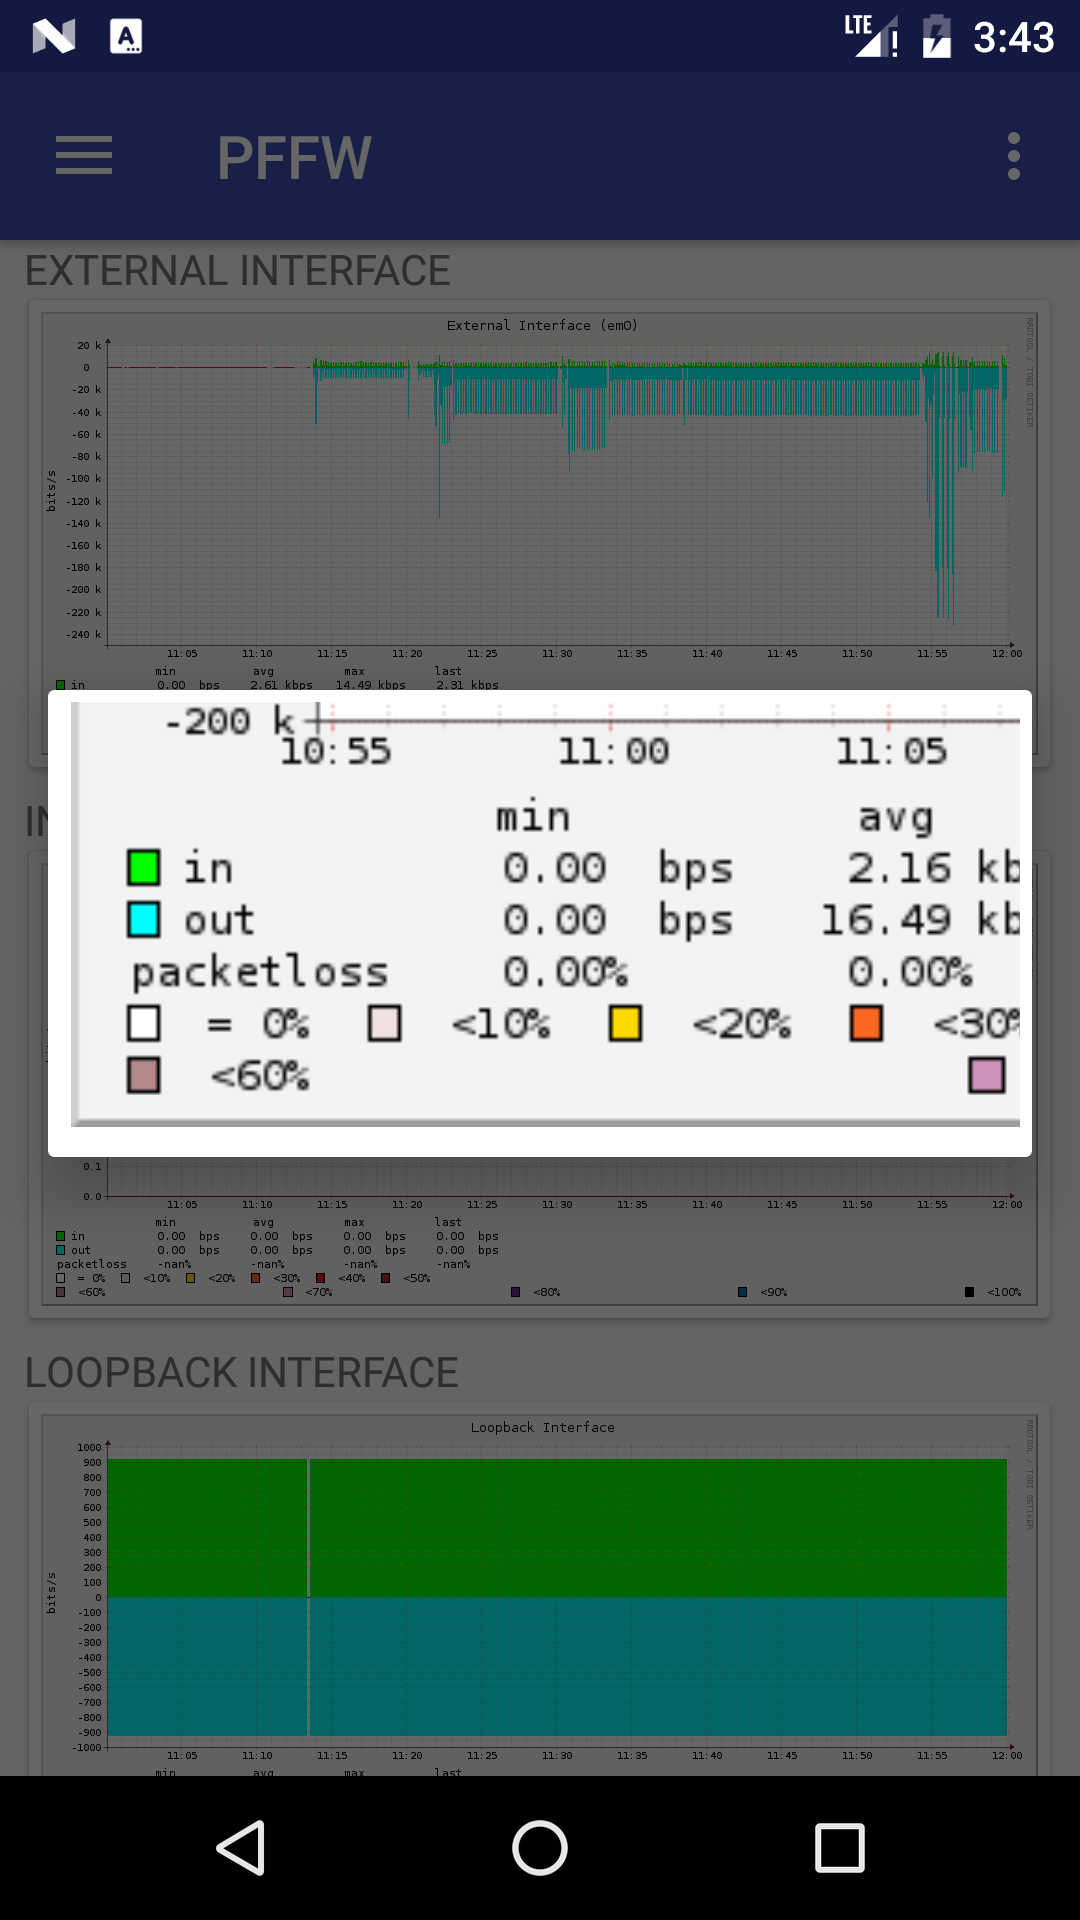 LTE 3:43
PFFW
EXTERNAL INTERFACE
External Interface (em0)
RRDTOOL / TOBI OETIKER
bits/s
20 k
0
-20 k
-40 k
-60 k
-80 k
-100 k
-120 k
-140 k
-160 k
-180 k
-200 k
-220 k
-240 k
11:05 11:10 11:15 11:20 11:25 11:30 11:35 11:40 11:45 11:50 11:55 12:00
min avg max last
in 0.00 bps 2.61 kbps 14.49 kbps 2.31 kbps
-200 k
10:55 11:00 11:05
min avg
in 0.00 bps 2.16 kb
out 0.00 bps 16.49 kb
packetloss 0.00% 0.00%
= 0% <10% <20% <30%
<60%
0.1
0.0
11:05 11:10 11:15 11:20 11:25 11:30 11:35 11:40 11:45 11:50 11:55 12:00
min avg max last
in 0.00 bps 0.00 bps 0.00 bps 0.00 bps
out 0.00 bps 0.00 bps 0.00 bps 0.00 bps
packetloss -nan% -nan% -nan% -nan%
= 0% <10% <20% <30% <40% <50%
<60% <70% <80% <90% <100%
LOOPBACK INTERFACE
Loopback Interface
RRDTOOL / TOBI OETIKER
bits/s
1000
900
800
700
600
500
400
300
200
100
0
-100
-200
-300
-400
-500
-600
-700
-800
-900
-1000
11:05 11:10 11:15 11:20 11:25 11:30 11:35 11:40 11:45 11:50 11:55 12:00
min avg max last